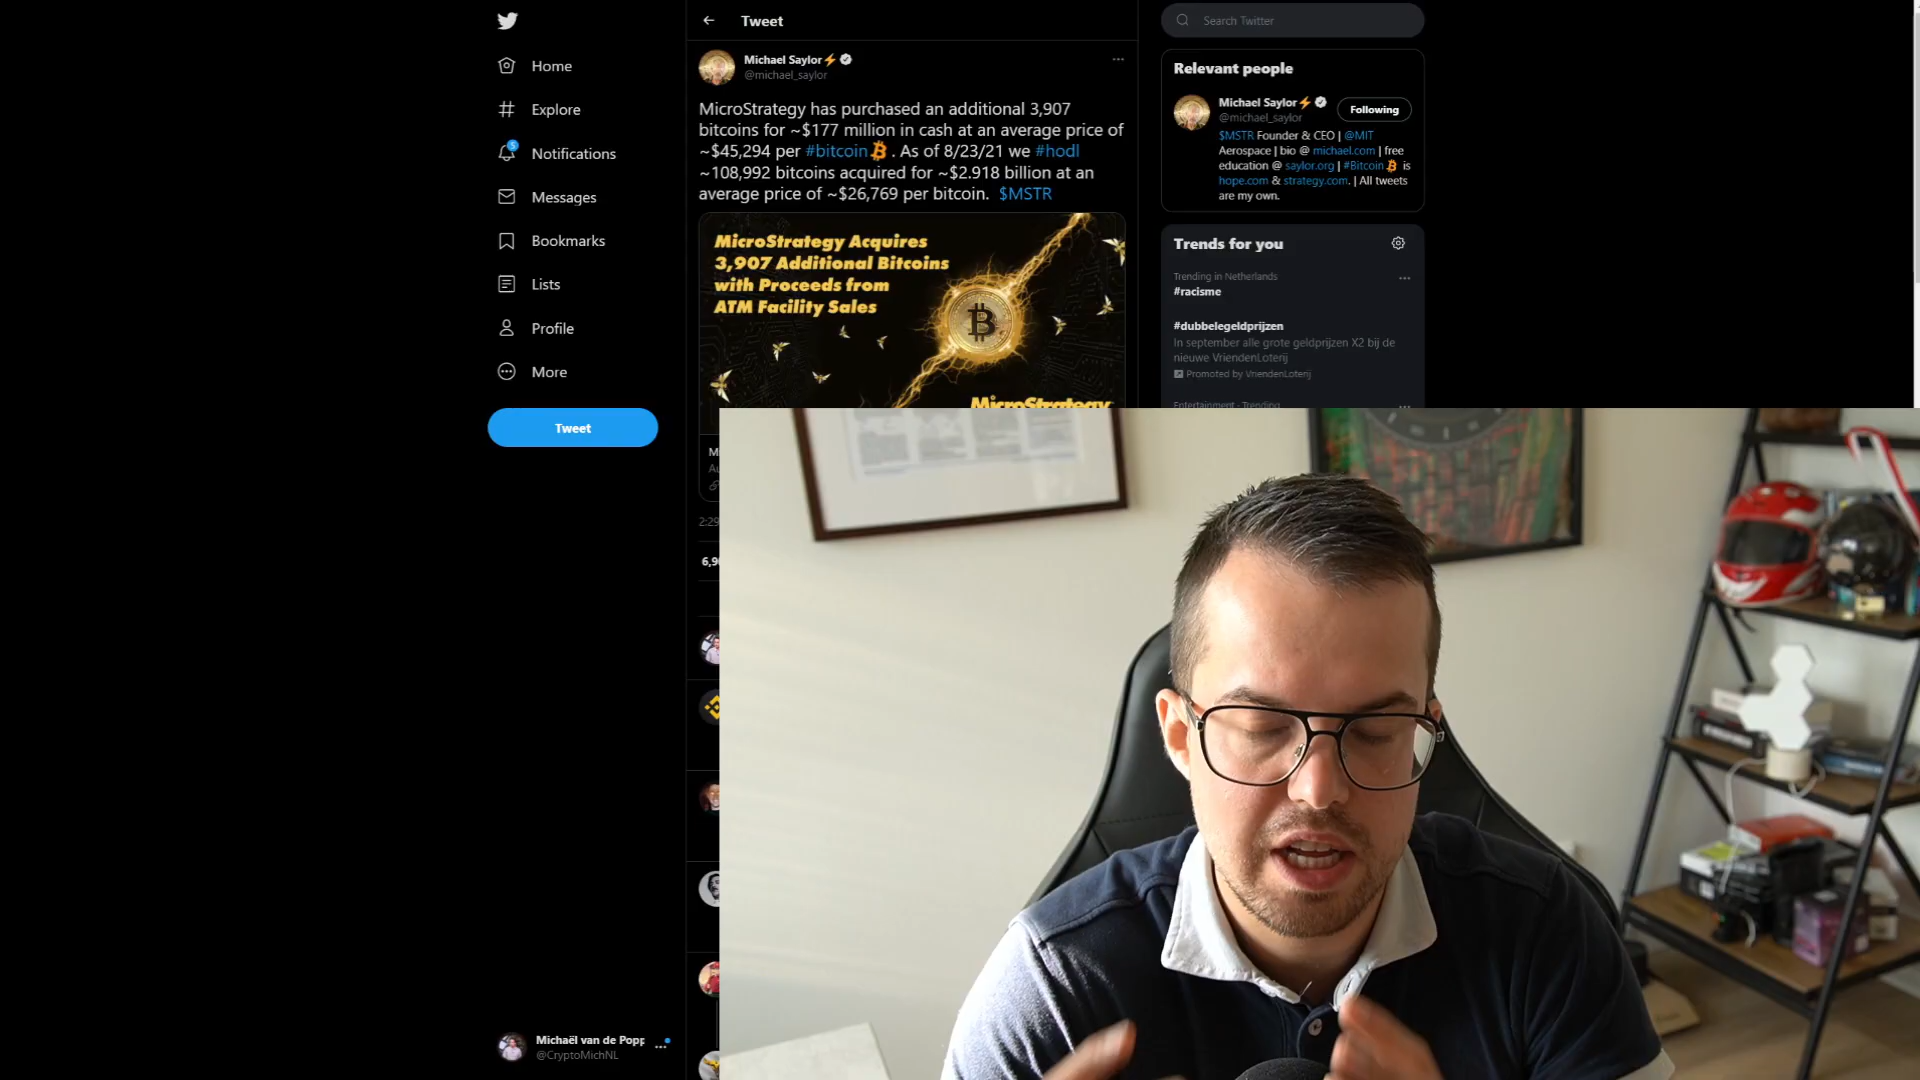 Home
Explore
5
Notifications
Messages
Bookmarks
Lists
Profile
More
Tweet
Michaël van de Popp
@CryptoMichNL
Tweet
Michael Saylor⚡
@michael_saylor
MicroStrategy has purchased an additional 3,907
bitcoins for ~$177 million in cash at an average price of
~$45,294 per #bitcoin . As of 8/23/21 we #hodl
~108,992 bitcoins acquired for ~$2.918 billion at an
average price of ~$26,769 per bitcoin. $MSTR
MicroStrategy Acquires
3,907 Additional Bitcoins
with Proceeds from
ATM Facility Sales
MicroStrategy
2:29
Search Twitter
Relevant people
Michael Saylor⚡
@michael_saylor
Following
$MSTR Founder & CEO | @MIT
Aerospace | bio @ michael.com | free
education @ saylor.org | #Bitcoin is
hope.com & strategy.com. | All tweets
are my own.
Trends for you
Trending in Netherlands
#racisme
#dubbelegeldprijzen
In september alle grote geldprijzen X2 bij de
nieuwe VriendenLoterij
Promoted by VriendenLoterij
Entertainment · Trending